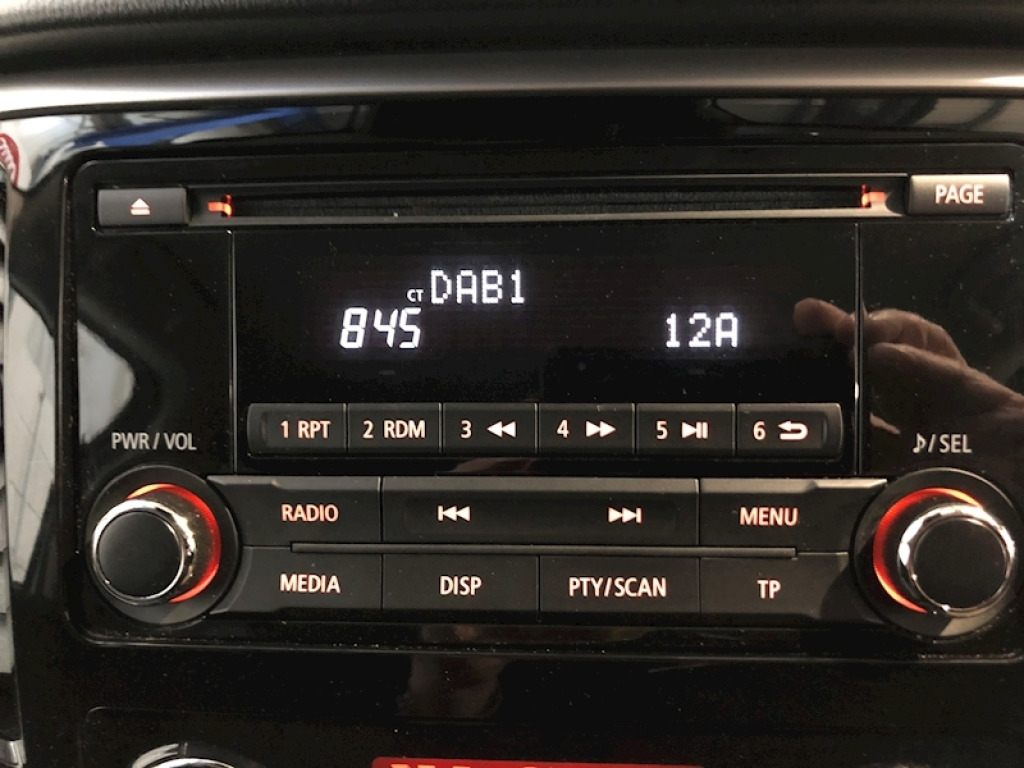 PAGE
CT DAB1
845 12A
1 RPT 2 RDM 3 4 5 6
PWR / VOL
/ SEL
RADIO MENU
MEDIA DISP PTY/SCAN TP